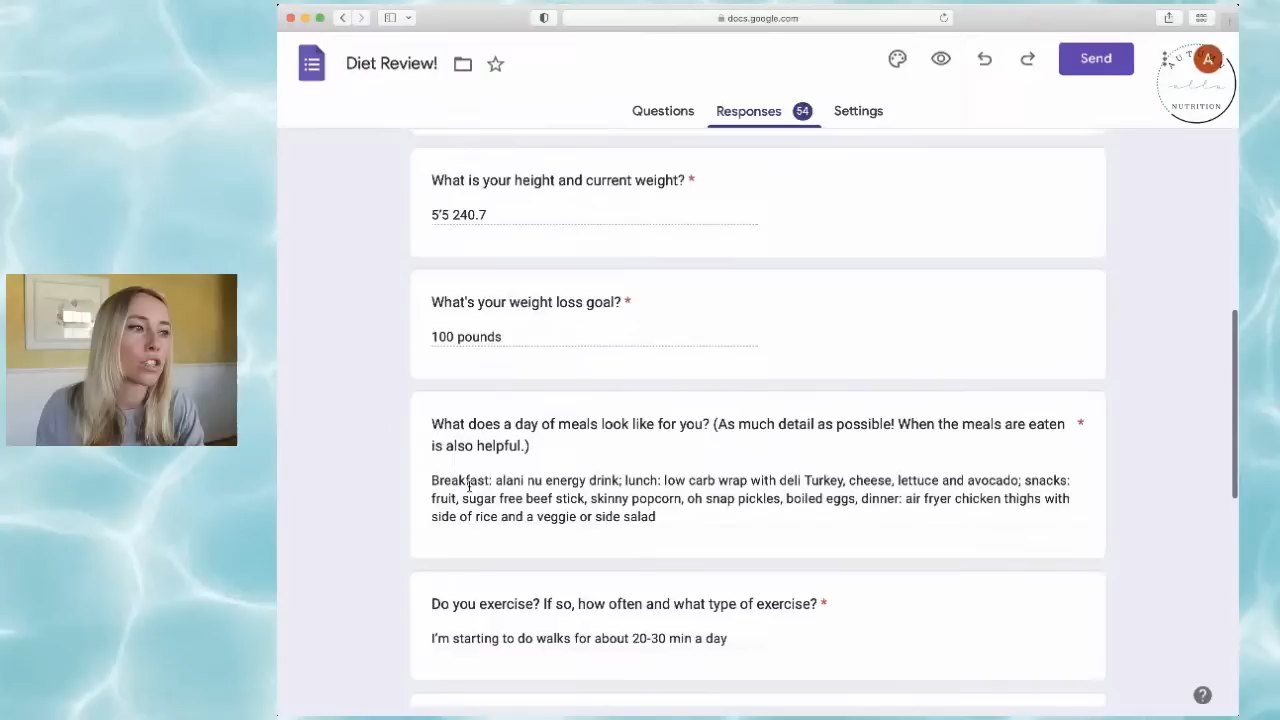 docs.google.com
Diet Review!
Send
A
AUTUMN
elle
NUTRITION
Questions
Responses 54
Settings
What is your height and current weight? *
5'5 240.7
What's your weight loss goal? *
100 pounds
What does a day of meals look like for you? (As much detail as possible! When the meals are eaten *
is also helpful.)
Breakfast: alani nu energy drink; lunch: low carb wrap with deli Turkey, cheese, lettuce and avocado; snacks:
fruit, sugar free beef stick, skinny popcorn, oh snap pickles, boiled eggs, dinner: air fryer chicken thighs with
side of rice and a veggie or side salad
Do you exercise? If so, how often and what type of exercise? *
I'm starting to do walks for about 20-30 min a day